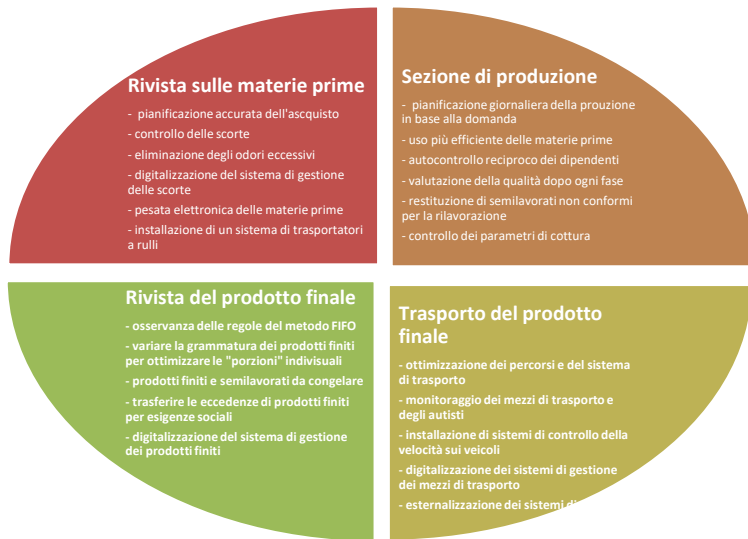 Rivista sulle materie prime
- pianificazione accurata dell'ascquisto
- controllo delle scorte
- eliminazione degli odori eccessivi
- digitalizzazione del sistema di gestione
delle scorte
- pesata elettronica delle materie prime
- installazione di un sistema di trasportatori
a rulli
Sezione di produzione
- pianificazione giornaliera della prouzione
in base alla domanda
- uso più efficiente delle materie prime
- autocontrollo reciproco dei dipendenti
- valutazione della qualità dopo ogni fase
- restituzione di semilavorati non conformi
per la rilavorazione
- controllo dei parametri di cottura
Rivista del prodotto finale
- osservanza delle regole del metodo FIFO
- variare la grammatura dei prodotti finiti
per ottimizzare le "porzioni" indivisuali
- prodotti finiti e semilavorati da congelare
- trasferire le eccedenze di prodotti finiti
per esigenze sociali
- digitalizzazione del sistema di gestione
dei prodotti finiti
Trasporto del prodotto
finale
- ottimizzazione dei percorsi e del sistema
di trasporto
- monitoraggio dei mezzi di trasporto e
degli autisti
- installazione di sistemi di controllo della
velocità sui veicoli
- digitalizzazione dei sistemi di gestione
dei mezzi di trasporto
- esternalizzazione dei sistemi